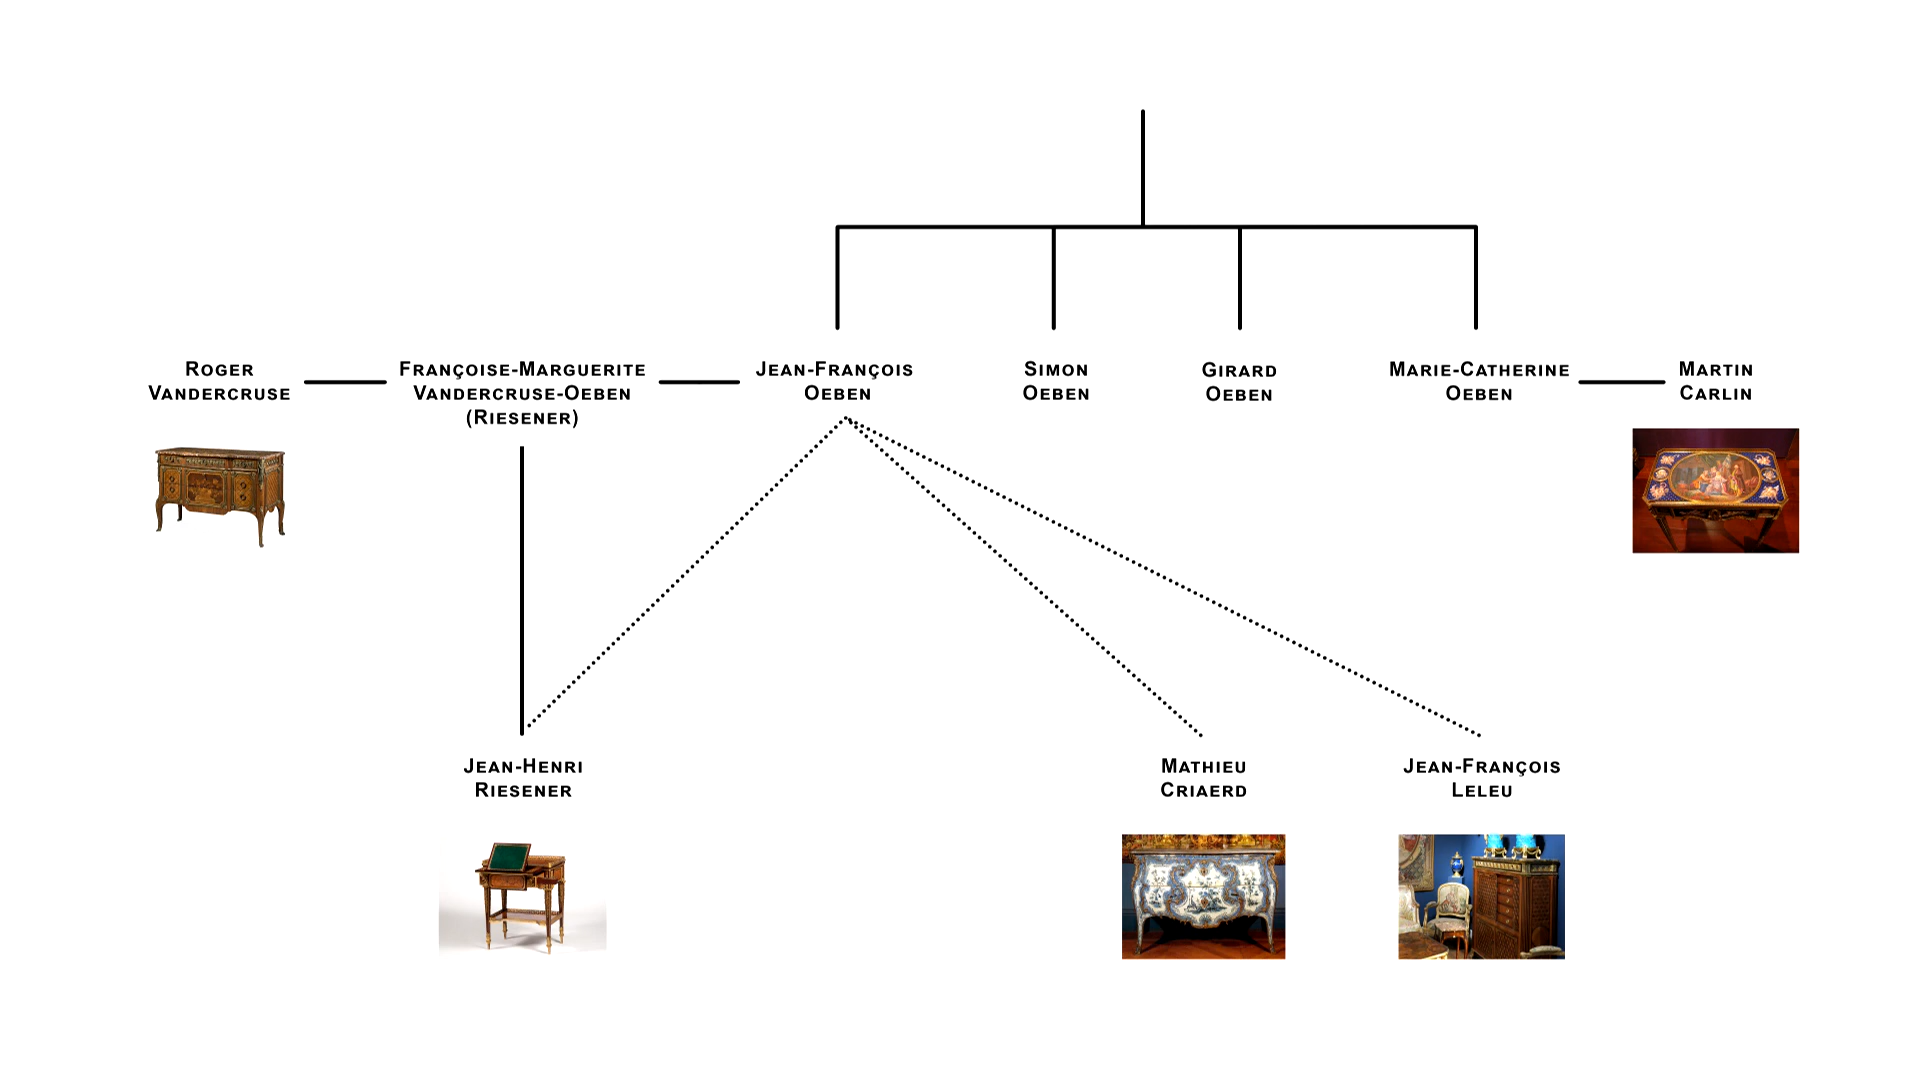 Roger
Vandercruse
Françoise-Marguerite
Vandercruse-Oeben
(Riesener)
Jean-François
Oeben
Simon
Oeben
Girard
Oeben
Marie-Catherine
Oeben
Martin
Carlin
Jean-Henri
Riesener
Mathieu
Criaerd
Jean-François
Leleu